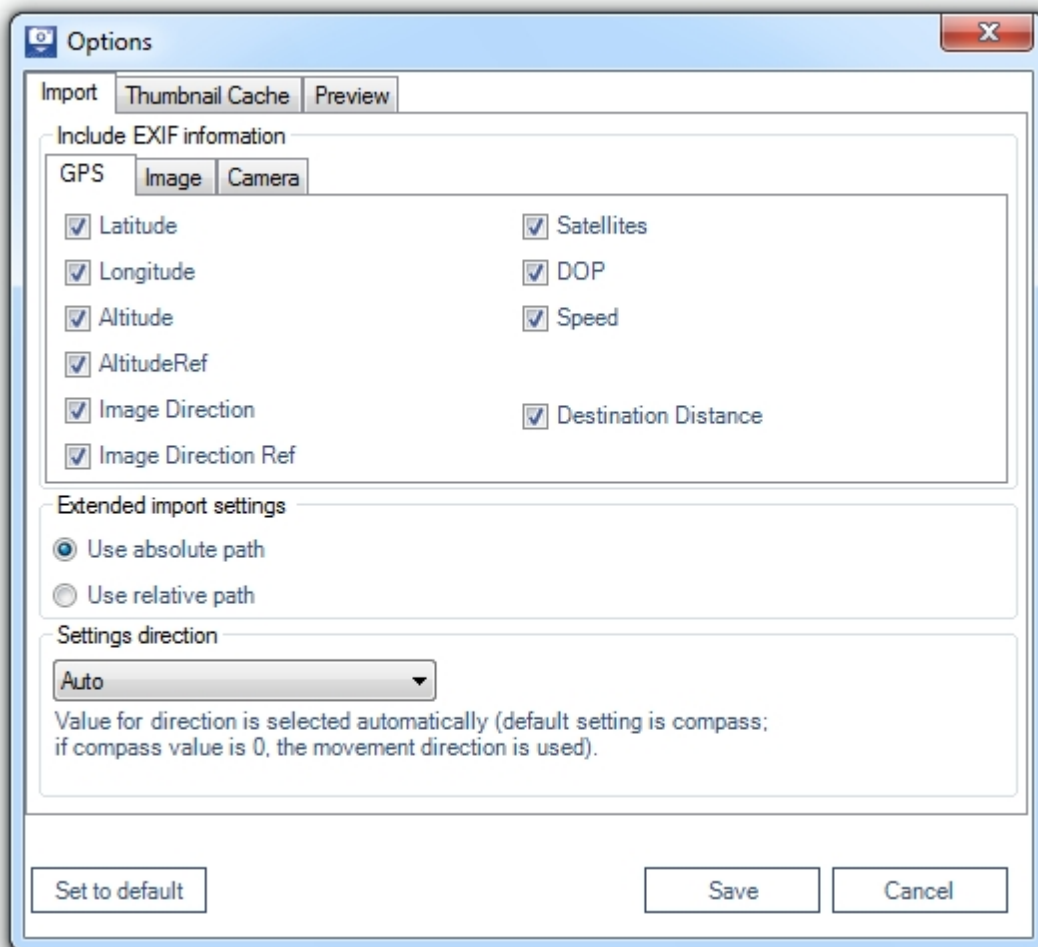 Options
Import Thumbnail Cache Preview
Include EXIF information
GPS Image Camera
Latitude Satellites
Longitude DOP
Altitude Speed
AltitudeRef
Image Direction Destination Distance
Image Direction Ref
Extended import settings
Use absolute path
Use relative path
Settings direction
Auto
Value for direction is selected automatically (default setting is compass;
if compass value is 0, the movement direction is used).
Set to default Save Cancel